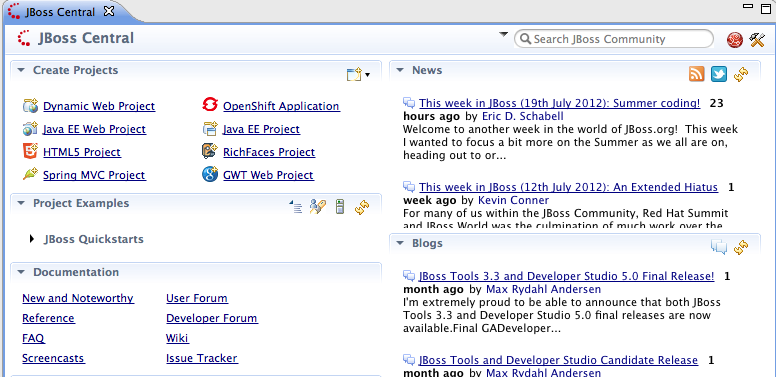 JBoss Central
JBoss Central
Search JBoss Community
Create Projects
Dynamic Web Project
OpenShift Application
Java EE Web Project
Java EE Project
HTML5 Project
RichFaces Project
Spring MVC Project
GWT Web Project
Project Examples
JBoss Quickstarts
Documentation
New and Noteworthy
User Forum
Reference
Developer Forum
FAQ
Wiki
Screencasts
Issue Tracker
News
This week in JBoss (19th July 2012): Summer coding! 23
hours ago by Eric D. Schabell
Welcome to another week in the world of JBoss.org! This week
I wanted to focus a bit more on the Summer as we all are on,
heading out to or...
This week in JBoss (12th July 2012): An Extended Hiatus 1
week ago by Kevin Conner
For many of us within the JBoss Community, Red Hat Summit
and JBoss World was the culmination of much work over the
Blogs
JBoss Tools 3.3 and Developer Studio 5.0 Final Release! 1
month ago by Max Rydahl Andersen
I'm extremely proud to be able to announce that both JBoss
Tools 3.3 and Developer Studio 5.0 final releases are now
available.Final GADeveloper...
JBoss Tools and Developer Studio Candidate Release 1
month ago by Max Rydahl Andersen